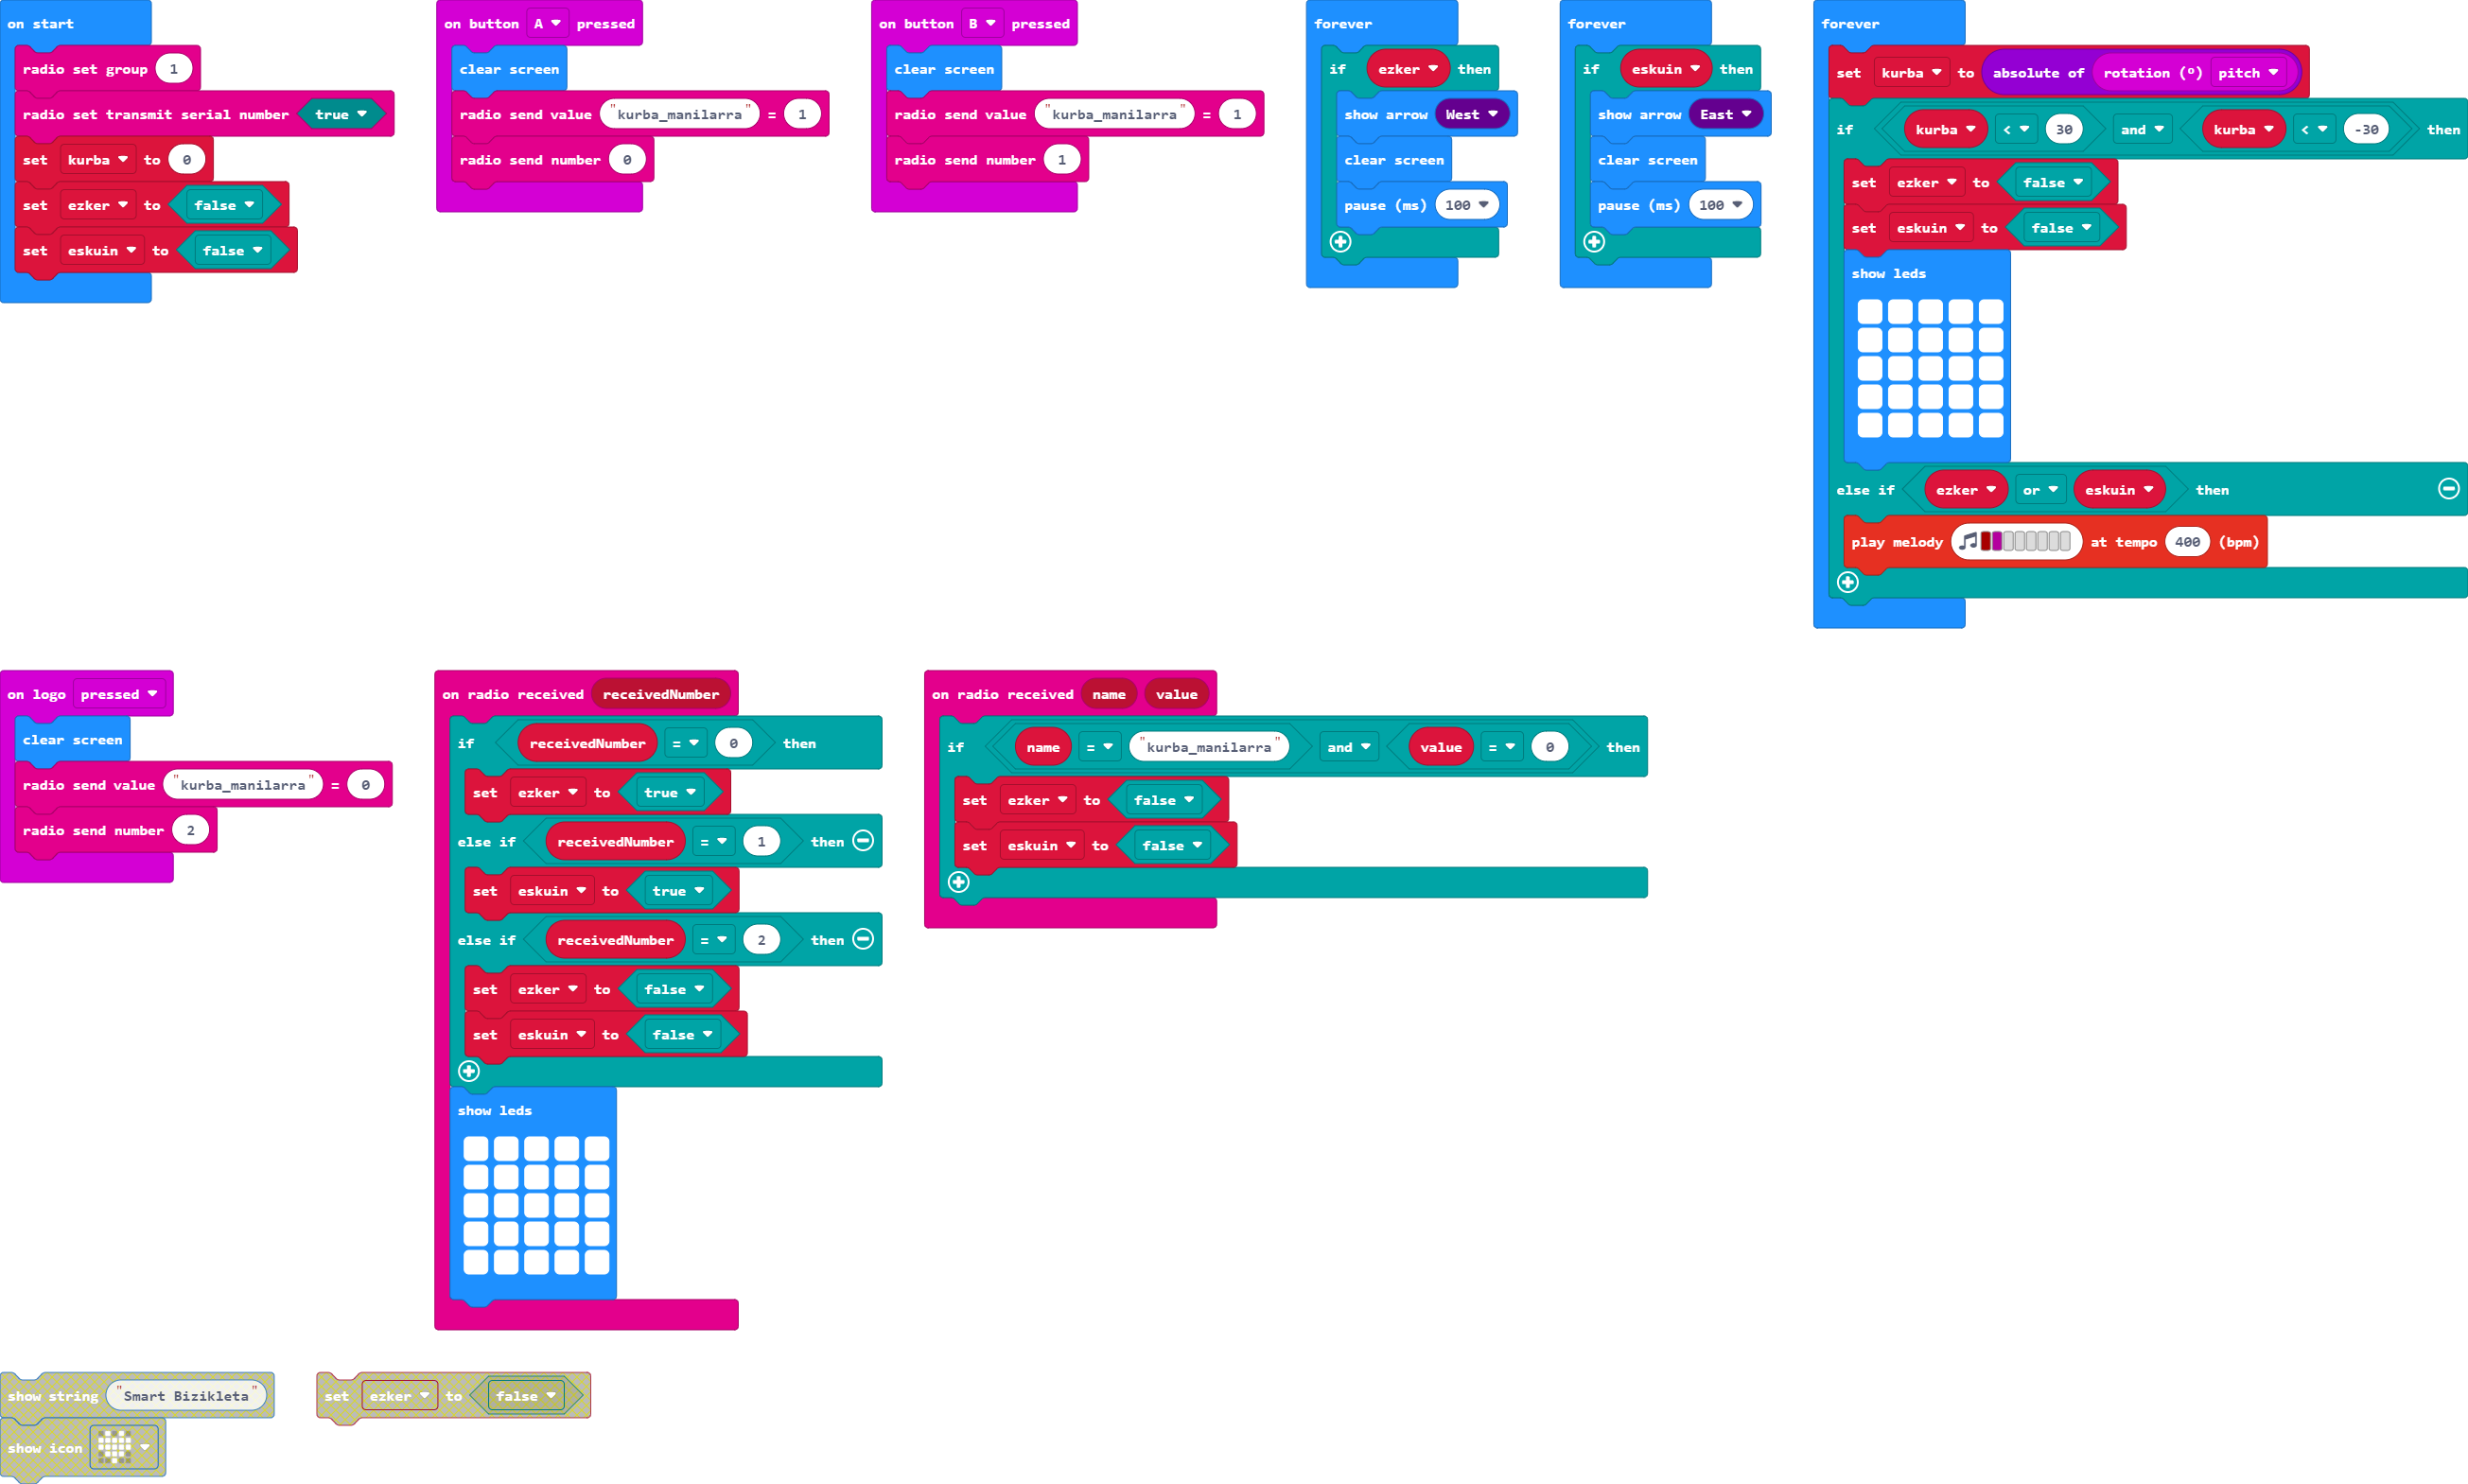 on start
radio set group 1
radio set transmit serial number true
set kurba to 0
set ezker to false
set eskuin to false
on button A pressed
clear screen
radio send value "kurba_manilarra" = 1
radio send number 0
on button B pressed
clear screen
radio send value "kurba_manilarra" = 1
radio send number 1
forever
if ezker then
show arrow West
clear screen
pause (ms) 100
forever
if eskuin then
show arrow East
clear screen
pause (ms) 100
forever
set kurba to absolute of rotation (º) pitch
if kurba < 30 and kurba < -30 then
set ezker to false
set eskuin to false
show leds
else if ezker or eskuin then
play melody at tempo 400 (bpm)
on logo pressed
clear screen
radio send value "kurba_manilarra" = 0
radio send number 2
on radio received receivedNumber
if receivedNumber = 0 then
set ezker to true
else if receivedNumber = 1 then
set eskuin to true
else if receivedNumber = 2 then
set ezker to false
set eskuin to false
show leds
on radio received name value
if name = "kurba_manilarra" and value = 0 then
set ezker to false
set eskuin to false
show string "Smart Bizikleta"
show icon
set ezker to false